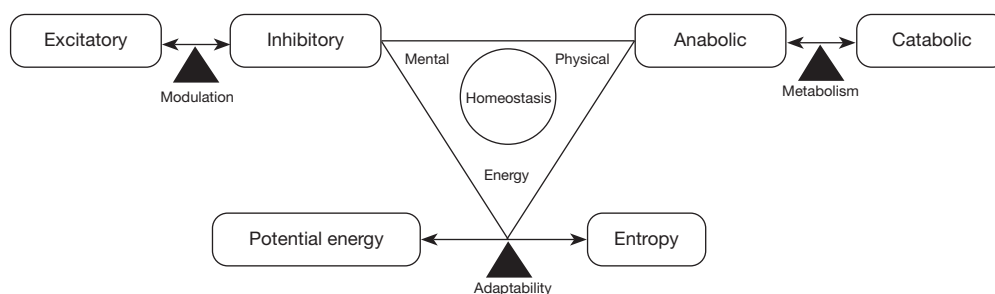 Excitatory
Inhibitory
Anabolic
Catabolic
Mental
Physical
Modulation
Homeostasis
Metabolism
Energy
Potential energy
Entropy
Adaptability